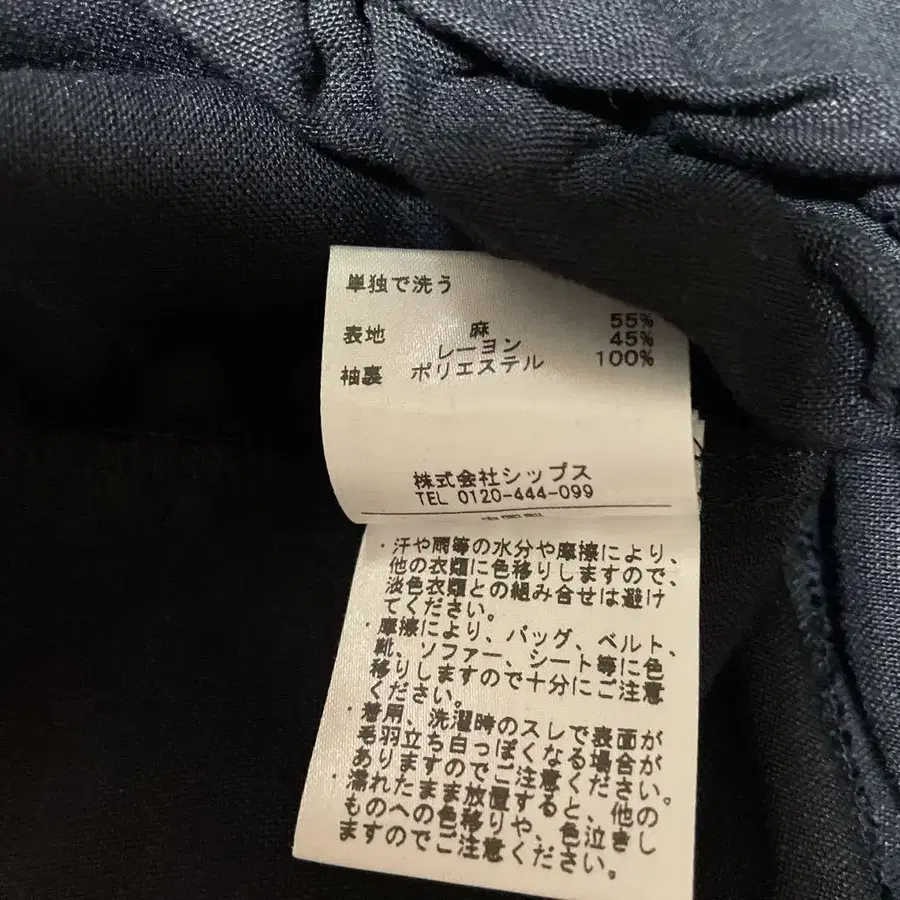 単独で洗う
表地 麻 55%
レーヨン 45%
袖裏 ポリエステル 100%
株式会社シップス
TEL 0120-444-099
・汗や雨等の水分や摩擦により、
他の衣類に色移りしますので、
淡色衣類との組み合せは避け
てください。
・摩擦により、バッグ、ベルト、
靴、ソファー、シート等に色
移りしますので十分にご注意
ください。
・着用、洗濯時のスレで表面が
毛羽立ち白っぽくなる場合が
ありますのでご注意ください。
・濡れたまま放置すると、他の
ものへの色移りや、色泣きし
ますのでご注意ください。